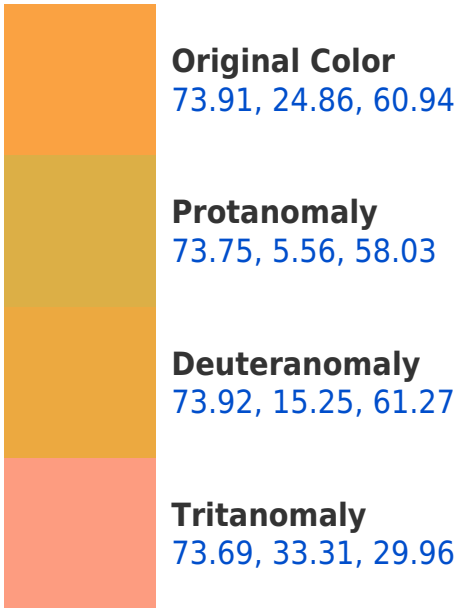 Original Color
73.91, 24.86, 60.94
Protanomaly
73.75, 5.56, 58.03
Deuteranomaly
73.92, 15.25, 61.27
Tritanomaly
73.69, 33.31, 29.96